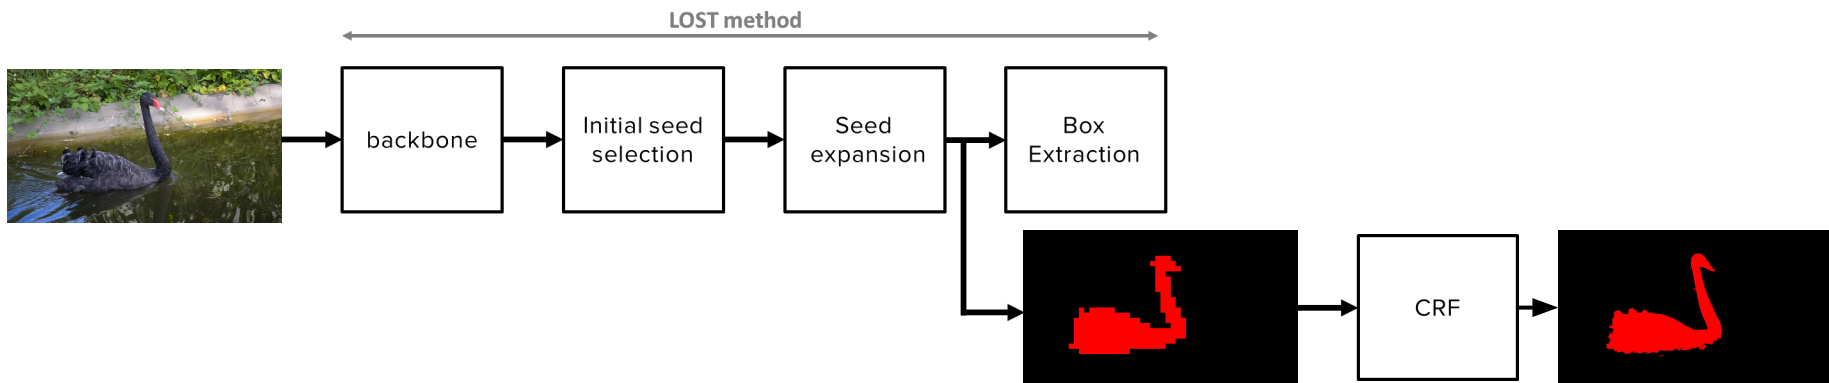 LOST method
backbone
Initial seed
selection
Seed
expansion
Box
Extraction
CRF